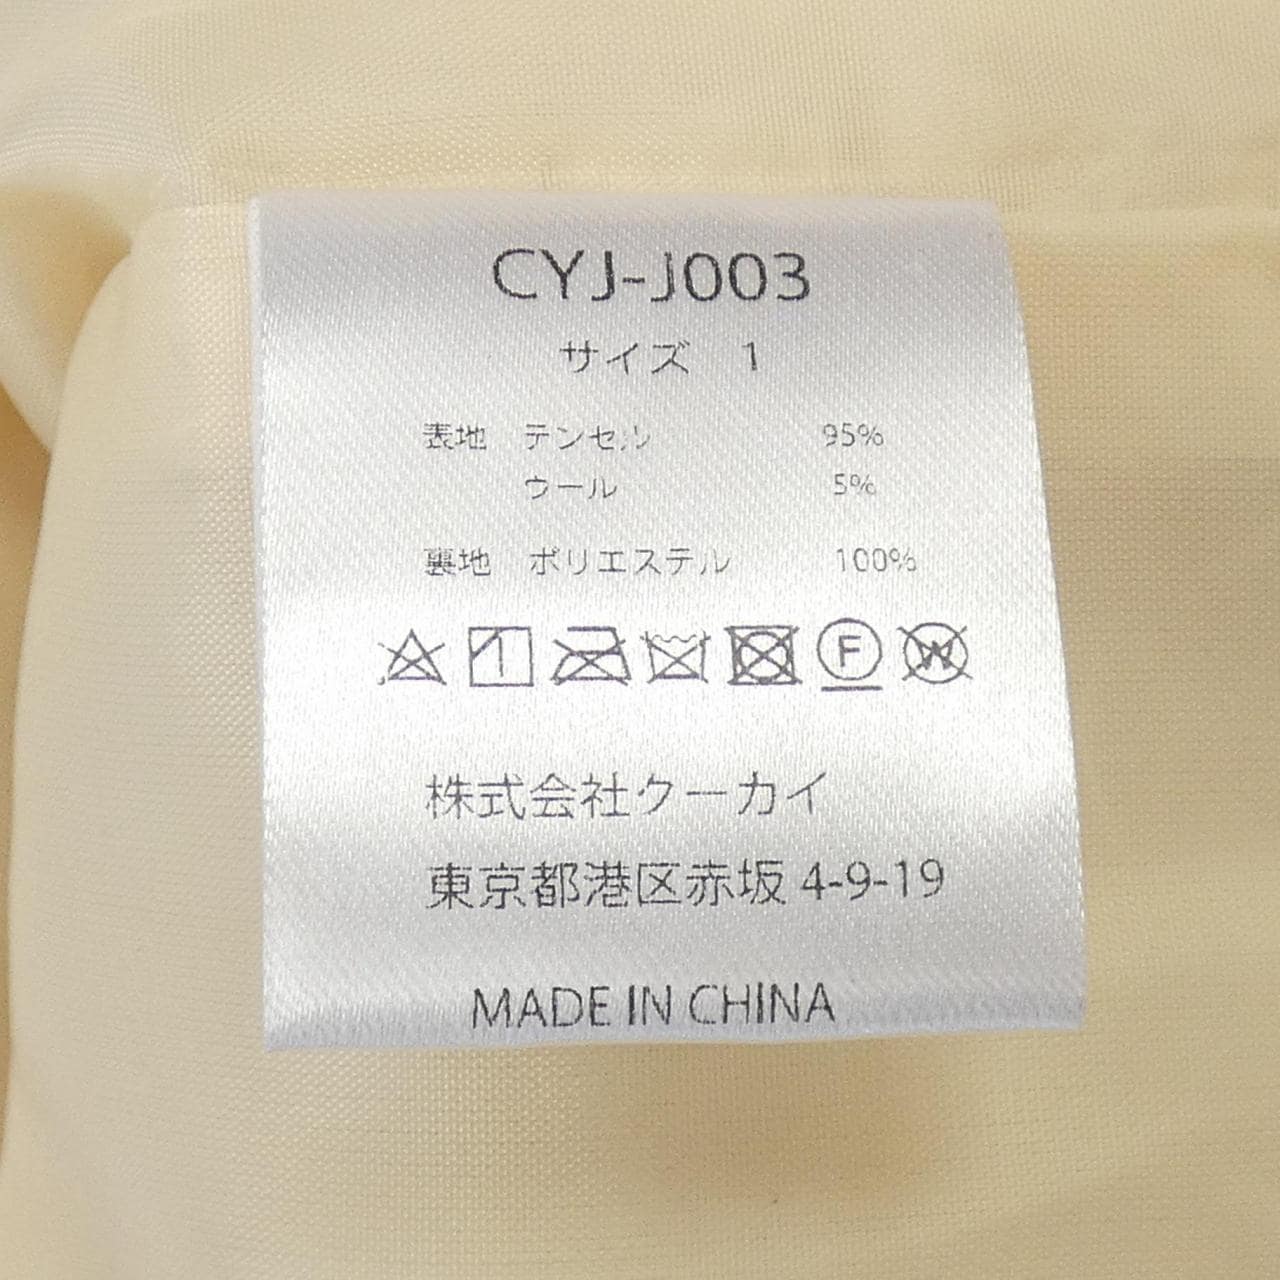 CYJ-J003
サイズ 1
表地 テンセル 95%
ウール 5%
裏地 ポリエステル 100%
F W
株式会社クーカイ
東京都港区赤坂 4-9-19
MADE IN CHINA